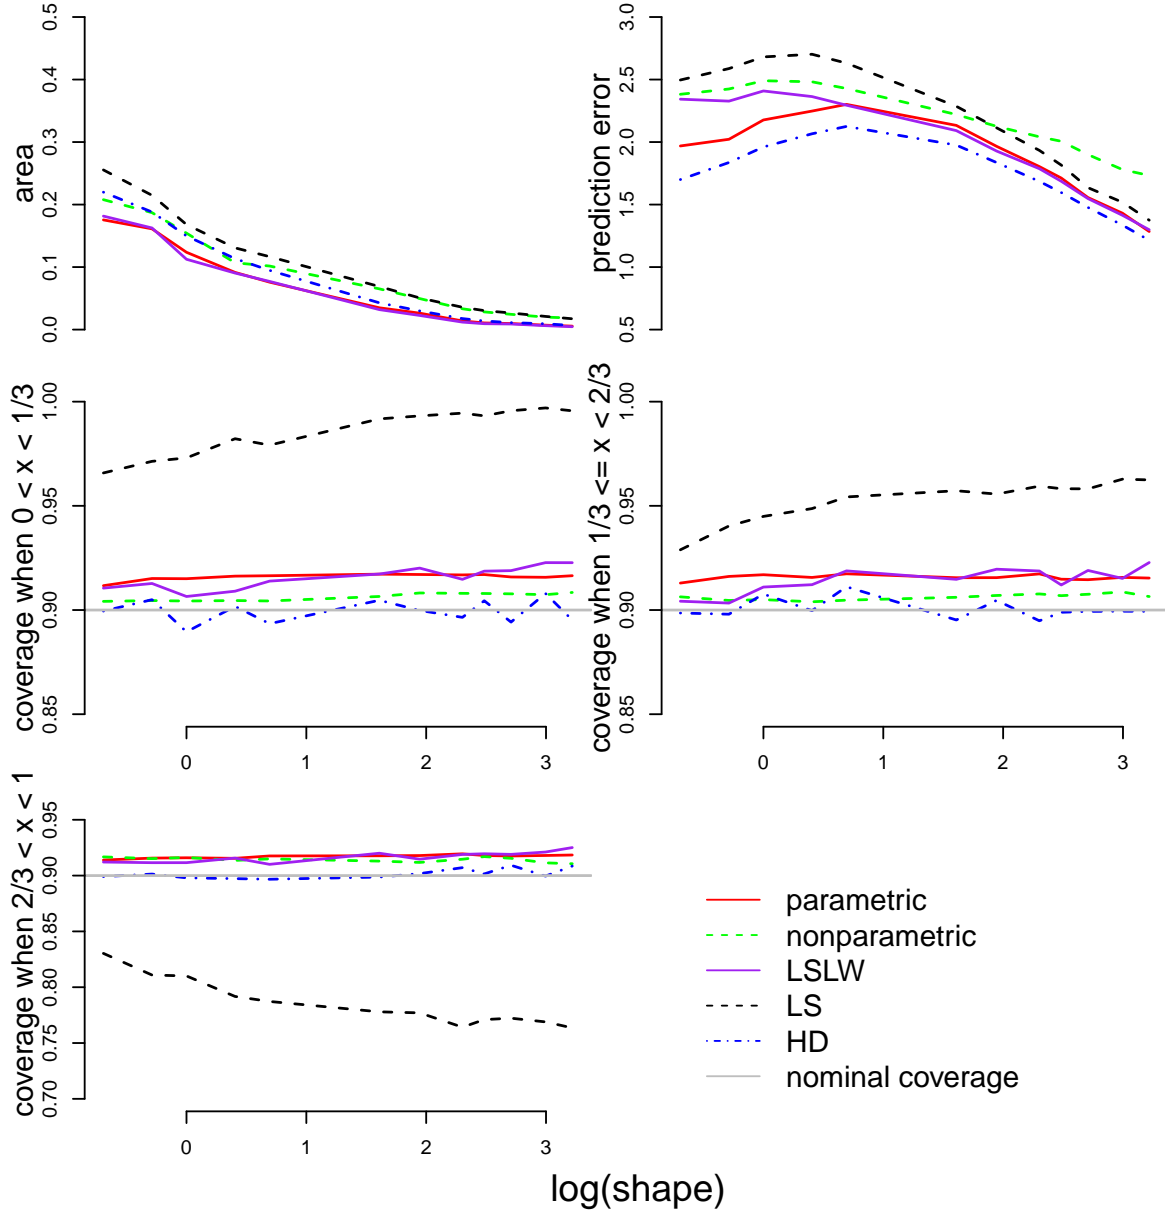 area
0.0 0.1 0.2 0.3 0.4 0.5
prediction error
0.5 1.0 1.5 2.0 2.5 3.0
coverage when 0 < x < 1/3
0.85 0.90 0.95 1.00
0 1 2 3
coverage when 1/3 <= x < 2/3
0.85 0.90 0.95 1.00
0 1 2 3
coverage when 2/3 < x < 1
0.70 0.75 0.80 0.85 0.90 0.95
0 1 2 3
parametric
nonparametric
LSLW
LS
HD
nominal coverage
log(shape)